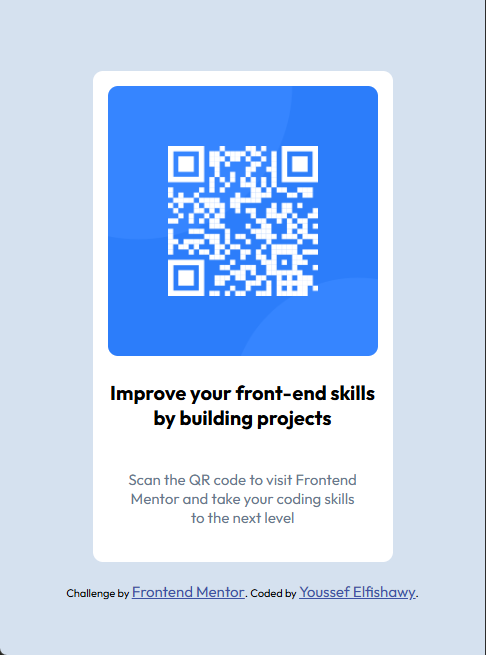 Improve your front-end skills
by building projects
Scan the QR code to visit Frontend
Mentor and take your coding skills
to the next level
Challenge by Frontend Mentor. Coded by Youssef Elfishawy.